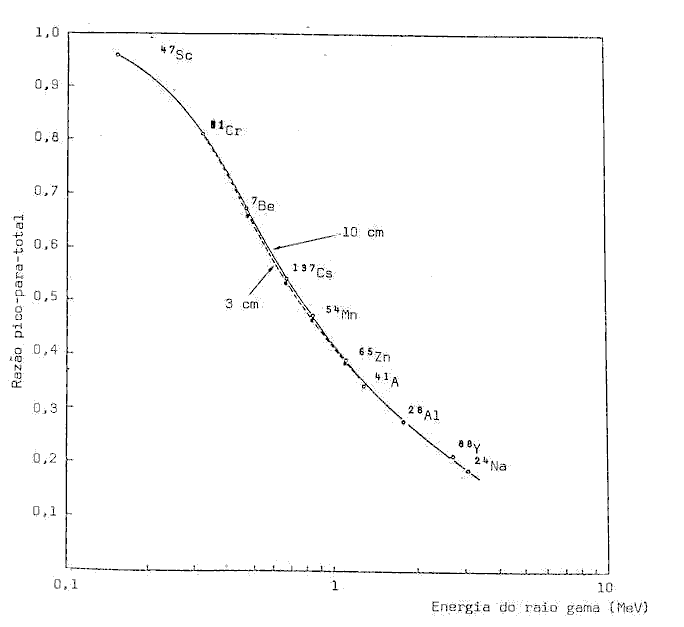 1,0
47Sc
0,9
81Cr
0,8
0,7
7Be
10 cm
0,6
137Cs
3 cm
0,5
54Mn
65Zn
0,4
41A
0,3
28Al
88Y
0,2
24Na
0,1
Razão pico-para-total
0,1
1
10
Energia do raio gama (MeV)